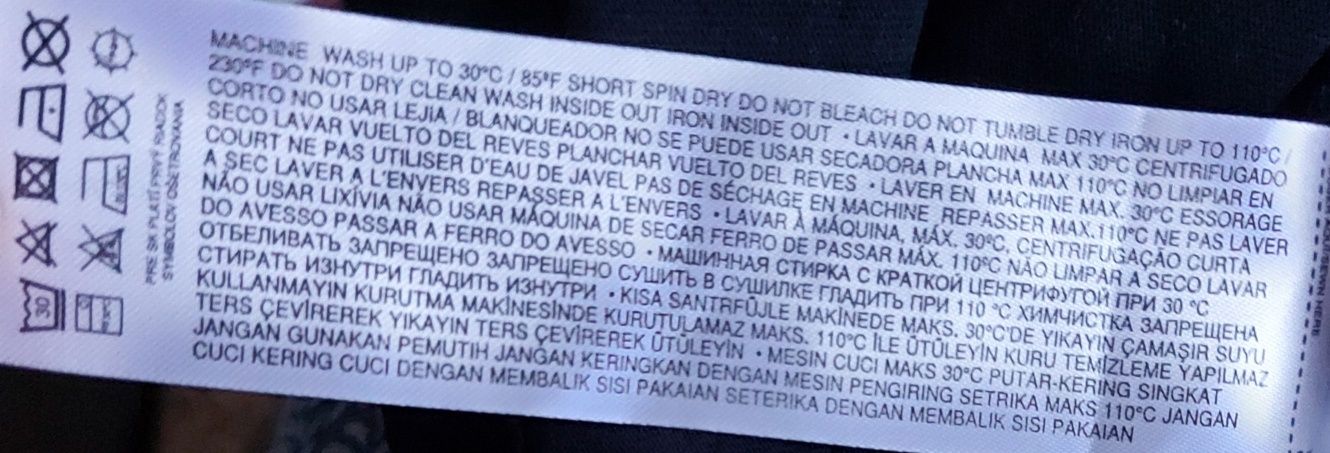 MACHINE WASH UP TO 30°C / 85°F SHORT SPIN DRY DO NOT BLEACH DO NOT TUMBLE DRY IRON UP TO 110°C /
230°F DO NOT DRY CLEAN WASH INSIDE OUT IRON INSIDE OUT • LAVAR A MAQUINA MAX 30°C CENTRIFUGADO
CORTO NO USAR LEJIA / BLANQUEADOR NO SE PUEDE USAR SECADORA PLANCHA MAX 110°C NO LIMPIAR EN
SECO LAVAR VUELTO DEL REVES PLANCHAR VUELTO DEL REVES • LAVER EN MACHINE MAX. 30°C ESSORAGE
COURT NE PAS UTILISER D'EAU DE JAVEL PAS DE SÉCHAGE EN MACHINE REPASSER MAX.110°C NE PAS LAVER
A SEC LAVER A L'ENVERS REPASSER A L'ENVERS • LAVAR À MÁQUINA, MÁX. 30°C, CENTRIFUGAÇÃO CURTA
NÃO USAR LIXÍVIA NÃO USAR MÁQUINA DE SECAR FERRO DE PASSAR MÁX. 110°C NÃO LIMPAR A SECO LAVAR
DO AVESSO PASSAR A FERRO DO AVESSO • МАШИННАЯ СТИРКА С КРАТКОЙ ЦЕНТРИФУГОЙ ПРИ 30 °C
ОТБЕЛИВАТЬ ЗАПРЕЩЕНО ЗАПРЕЩЕНО СУШИТЬ В СУШИЛКЕ ГЛАДИТЬ ПРИ 110 °C ХИМЧИСТКА ЗАПРЕЩЕНА
СТИРАТЬ ИЗНУТРИ ГЛАДИТЬ ИЗНУТРИ • KISA SANTRFÜJLE MAKİNEDE MAKS. 30°C'DE YIKAYIN ÇAMAŞIR SUYU
KULLANMAYIN KURUTMA MAKİNESİNDE KURUTULAMAZ MAKS. 110°C İLE ÜTÜLEYİN KURU TEMİZLEME YAPILMAZ
TERS ÇEVİREREK YIKAYIN TERS ÇEVİREREK ÜTÜLEYİN • MESIN CUCI MAKS 30°C PUTAR-KERING SINGKAT
JANGAN GUNAKAN PEMUTIH JANGAN KERINGKAN DENGAN MESIN PENGIRING SETRIKA MAKS 110°C JANGAN
CUCI KERING CUCI DENGAN MEMBALIK SISI PAKAIAN SETERIKA DENGAN MEMBALIK SISI PAKAIAN
PRE SK PLATÍ PRVÝ RIADOK
SYMBOLOV OŠETROVANIA
30